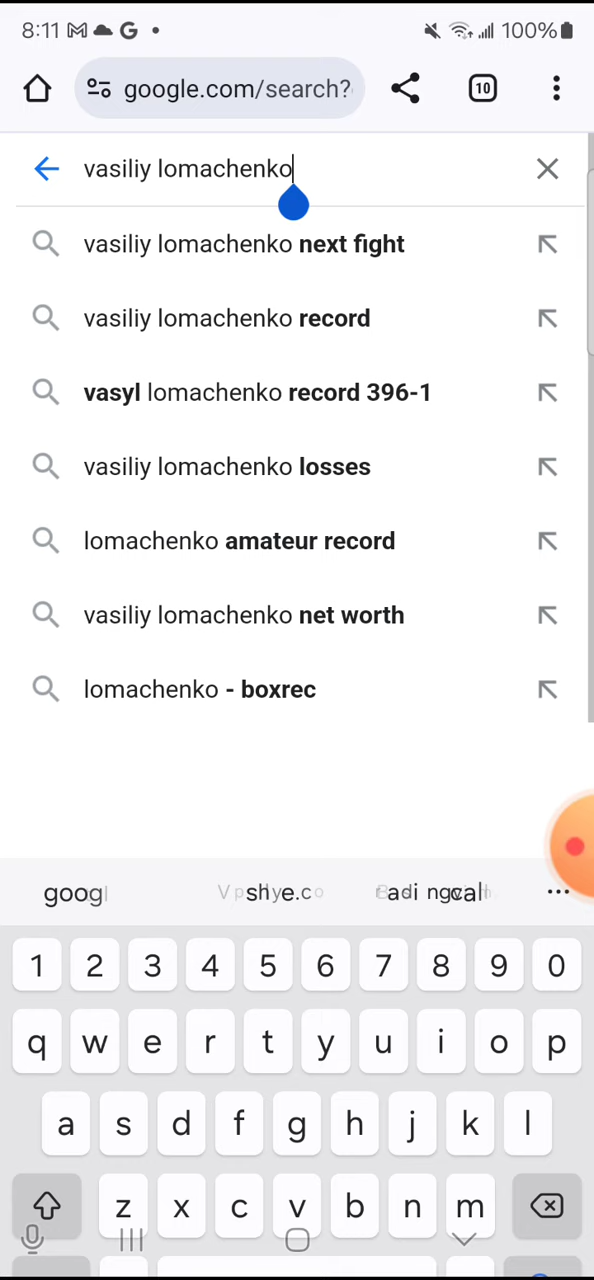 8:11 100%
google.com/search? 10
vasiliy lomachenko
vasiliy lomachenko next fight
vasiliy lomachenko record
vasyl lomachenko record 396-1
vasiliy lomachenko losses
lomachenko amateur record
vasiliy lomachenko net worth
lomachenko - boxrec
1 2 3 4 5 6 7 8 9 0
q w e r t y u i o p
a s d f g h j k l
z x c v b n m